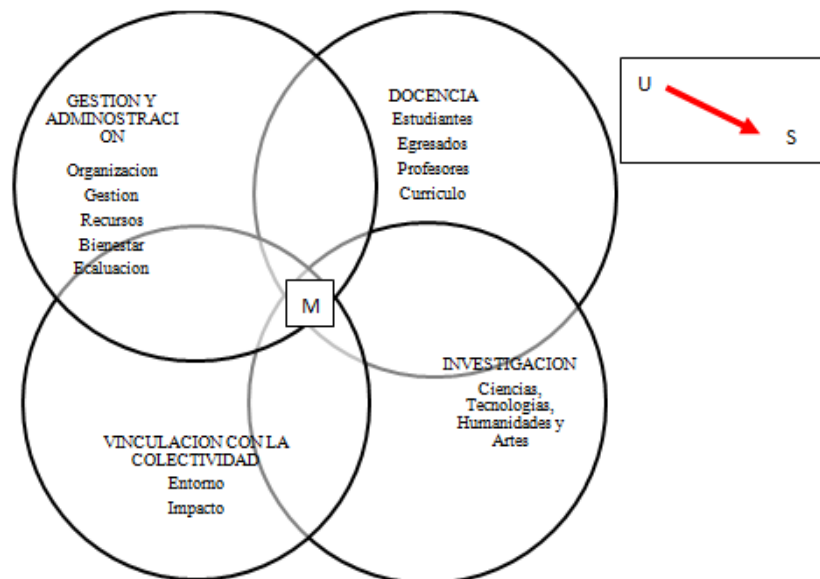 GESTION Y
ADMINOSTRACI
ON
Organizacion
Gestion
Recursos
Bienestar
Ecaluacion
DOCENCIA
Estudiantes
Egresados
Profesores
Curriculo
U
S
M
VINCULACION CON LA
COLECTIVIDAD
Entorno
Impacto
INVESTIGACION
Ciencias,
Tecnologias,
Humanidades y
Artes